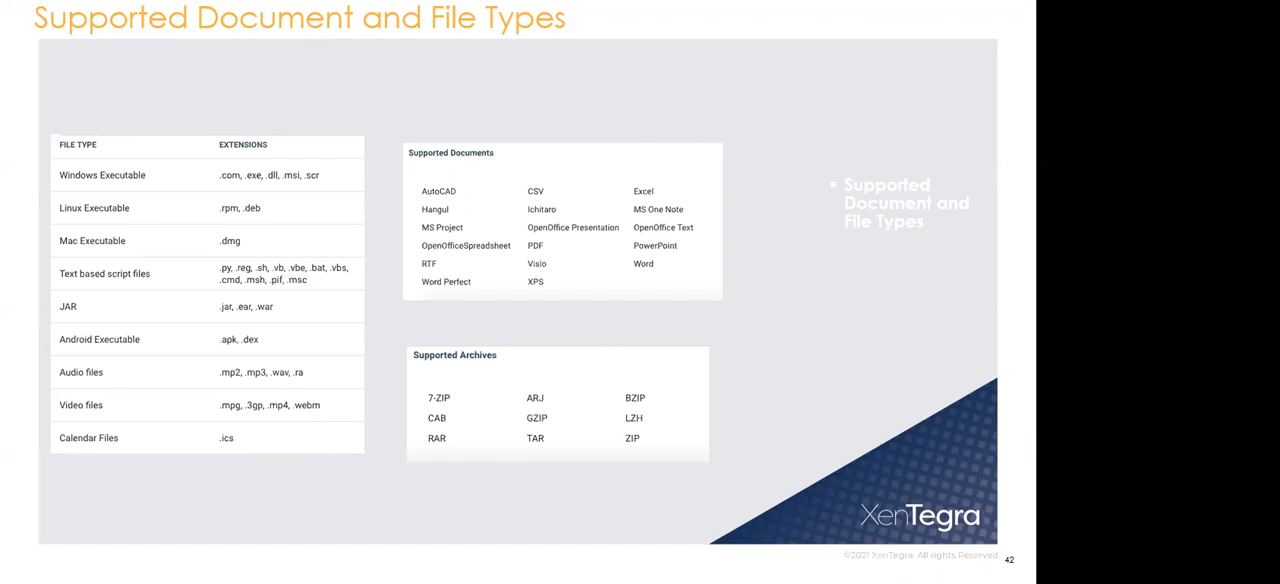 Supported Document and File Types
FILE TYPE EXTENSIONS
Windows Executable .com, .exe, .dll, .msi, .scr
Linux Executable .rpm, .deb
Mac Executable .dmg
Text based script files .py, .reg, .sh, .vb, .vbe, .bat, .vbs,
.cmd, .msh, .pif, .msc
JAR .jar, .ear, .war
Android Executable .apk, .dex
Audio files .mp2, .mp3, .wav, .ra
Video files .mpg, .3gp, .mp4, .webm
Calendar Files .ics
Supported Documents
AutoCAD CSV Excel
Hangul Ichitaro MS One Note
MS Project OpenOffice Presentation OpenOffice Text
OpenOfficeSpreadsheet PDF PowerPoint
RTF Visio Word
Word Perfect XPS
Supported Archives
7-ZIP ARJ BZIP
CAB GZIP LZH
RAR TAR ZIP
▪ Supported
Document and
File Types
XenTegra
©2021 XenTegra. All rights Reserved
42